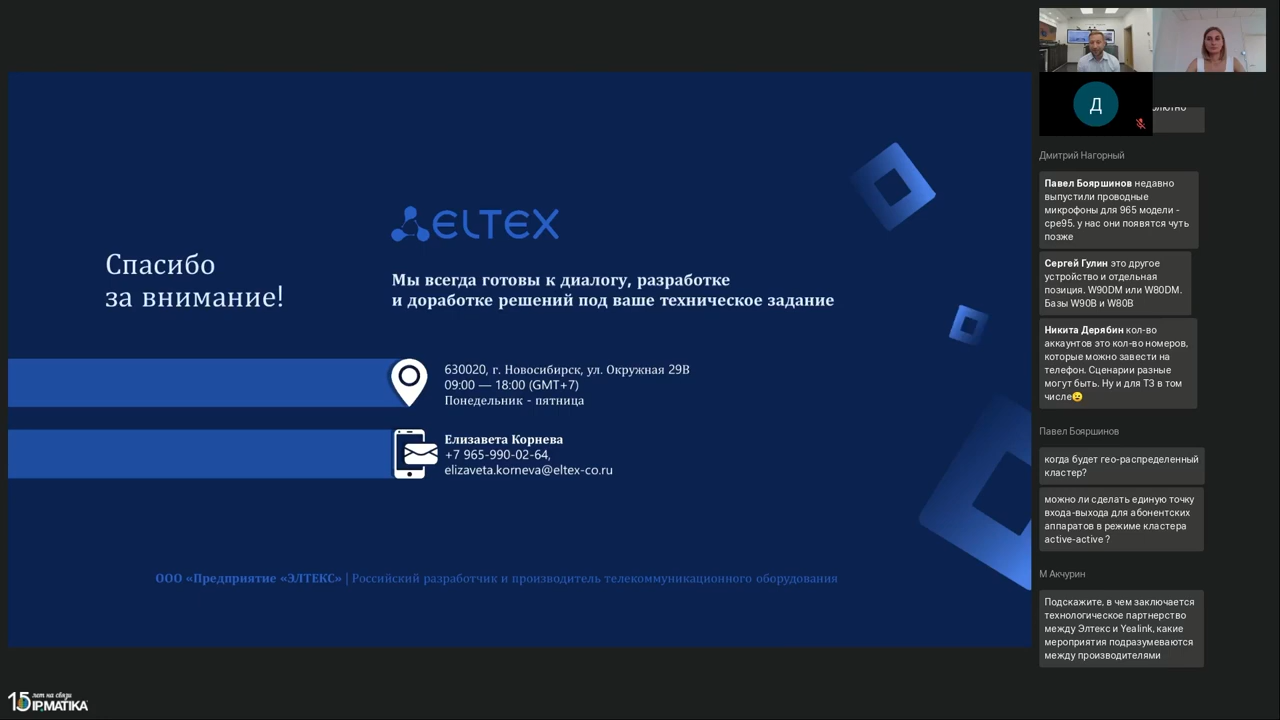 ELTEX
Спасибо
за внимание!
Мы всегда готовы к диалогу, разработке
и доработке решений под ваше техническое задание
630020, г. Новосибирск, ул. Окружная 29В
09:00 — 18:00 (GMT+7)
Понедельник - пятница
Елизавета Корнева
+7 965-990-02-64,
elizaveta.korneva@eltex-co.ru
ООО «Предприятие «ЭЛТЕКС» | Российский разработчик и производитель телекоммуникационного оборудования
15 лет на связи
IPMATIKA
Д
Дмитрий Нагорный
Павел Бояршинов недавно
выпустили проводные
микрофоны для 965 модели -
cpe95. у нас они появятся чуть
позже
Сергей Гулин это другое
устройство и отдельная
позиция. W90DM или W80DM.
Базы W90B и W80B
Никита Дерябин кол-во
аккаунтов это кол-во номеров,
которые можно завести на
телефон. Сценарии разные
могут быть. Ну и для ТЗ в том
числе😉
Павел Бояршинов
когда будет гео-распределенный
кластер?
можно ли сделать единую точку
входа-выхода для абонентских
аппаратов в режиме кластера
active-active ?
М Акчурин
Подскажите, в чем заключается
технологическое партнерство
между Элтекс и Yealink, какие
мероприятия подразумеваются
между производителями